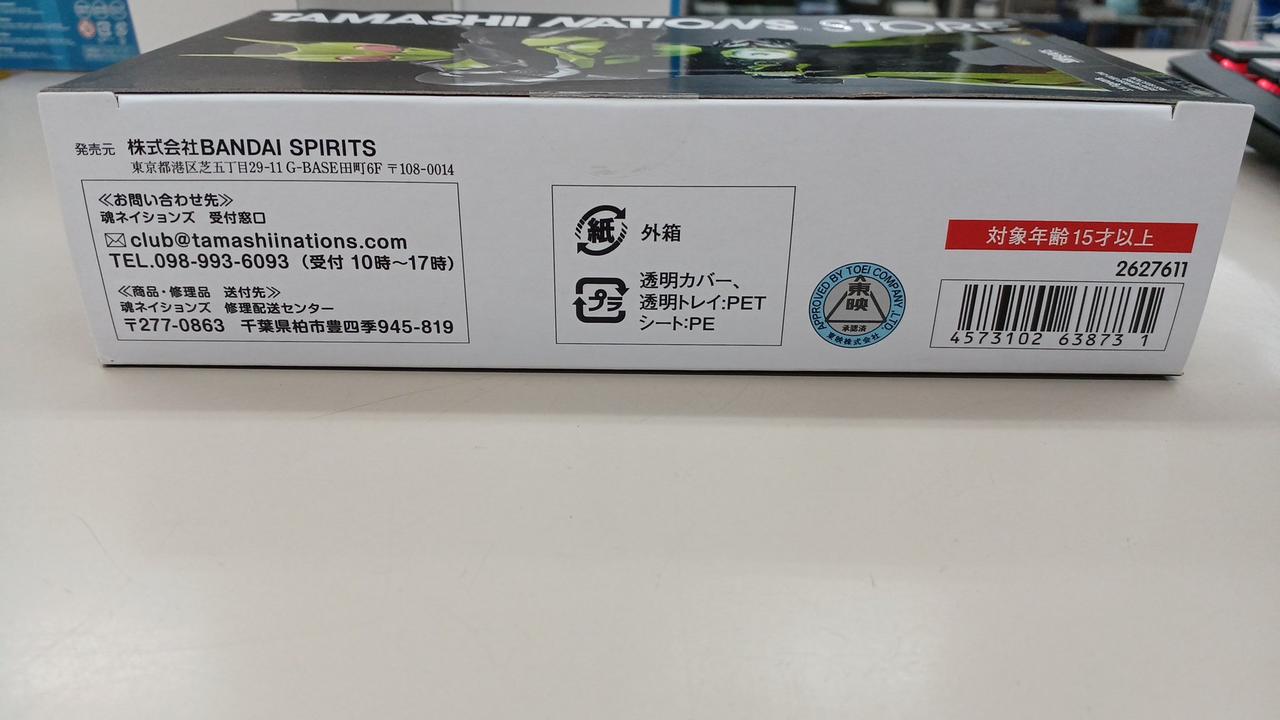 TAMASHII NATIONS™ STORE
発売元 株式会社BANDAI SPIRITS
東京都港区芝五丁目29-11 G-BASE田町6F 〒108-0014
≪お問い合わせ先≫
魂ネイションズ 受付窓口
club@tamashiinations.com
TEL.098-993-6093（受付 10時〜17時）
≪商品・修理品 送付先≫
魂ネイションズ 修理配送センター
〒277-0863 千葉県柏市豊四季945-819
紙 外箱
プラ 透明カバー、
透明トレイ:PET
シート:PE
APPROVED BY TOEI COMPANY, LTD.
東映
承認済
東映株式会社
対象年齢15才以上
2627611
4573102 63873 1